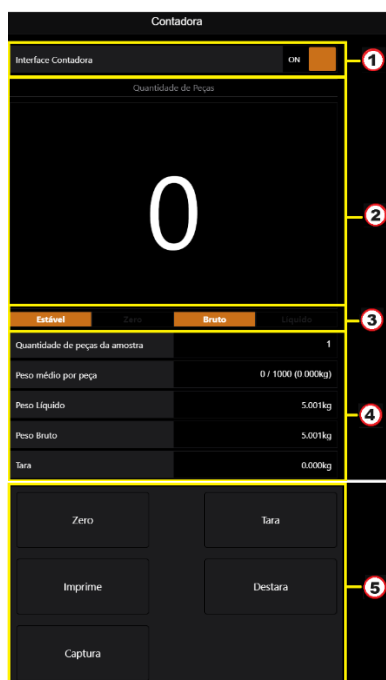 Contadora
Interface Contadora ON
1
Quantidade de Peças
0
2
Estável Zero Bruto Líquido
3
Quantidade de peças da amostra 1
Peso médio por peça 0 / 1000 (0 000kg)
Peso Líquido 5.001kg
4
Peso Bruto 5.001kg
Tara 0.000kg
Zero Tara
Imprime Destara
5
Captura